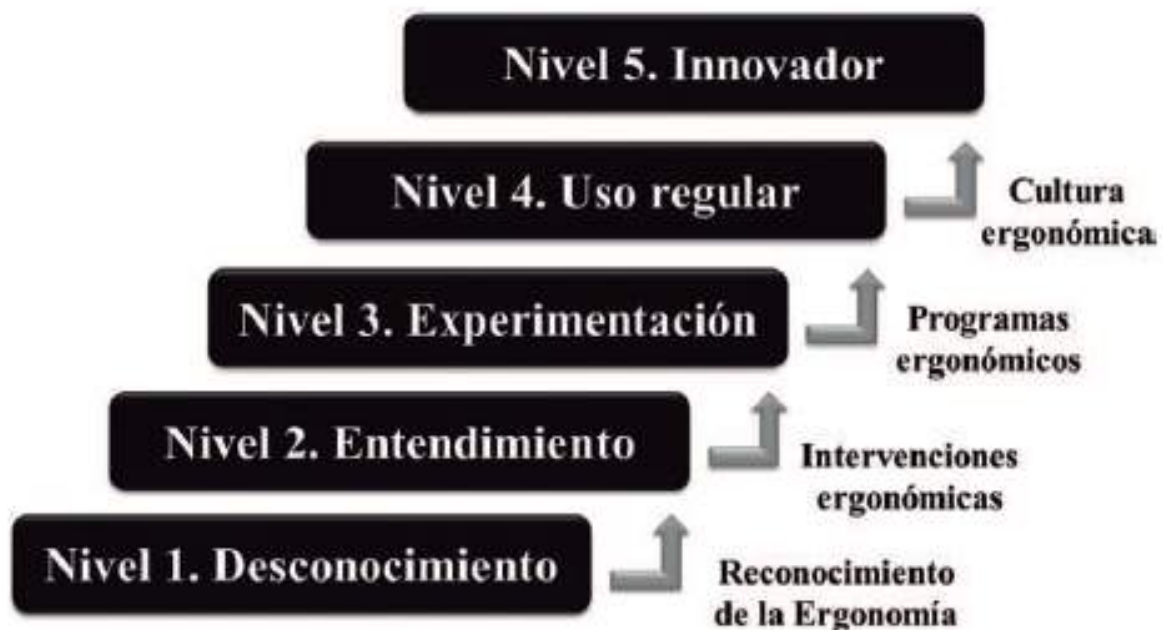 Nivel 5. Innovador
Nivel 4. Uso regular
Cultura
ergonómica
Nivel 3. Experimentación
Programas
ergonómicos
Nivel 2. Entendimiento
Intervenciones
ergonómicas
Nivel 1. Desconocimiento
Reconocimiento
de la Ergonomía